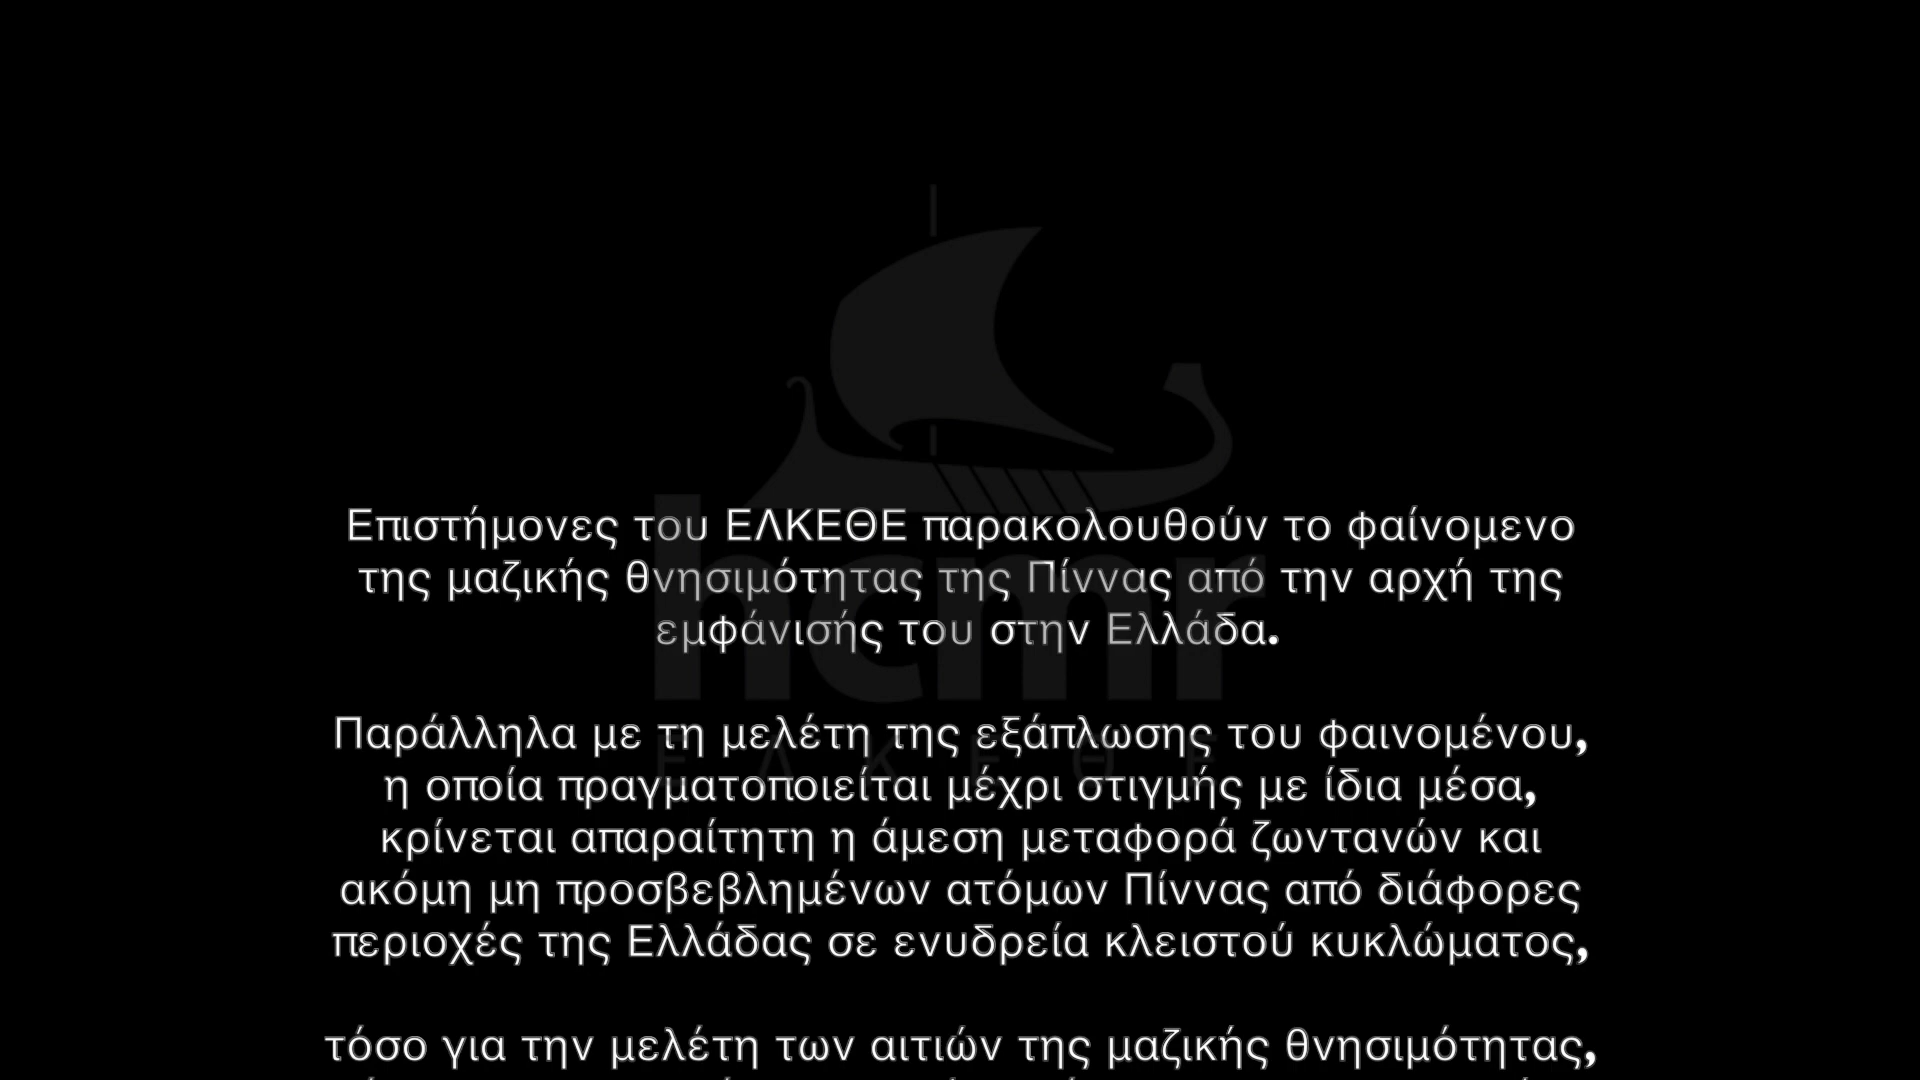 Επιστήμονες του ΕΛΚΕΘΕ παρακολουθούν το φαίνομενο
της μαζικής θνησιμότητας της Πίννας από την αρχή της
εμφάνισής του στην Ελλάδα.
hcmr
Παράλληλα με τη μελέτη της εξάπλωσης του φαινομένου,
Ε Λ Κ Ε Θ Ε
η οποία πραγματοποιείται μέχρι στιγμής με ίδια μέσα,
κρίνεται απαραίτητη η άμεση μεταφορά ζωντανών και
ακόμη μη προσβεβλημένων ατόμων Πίννας από διάφορες
περιοχές της Ελλάδας σε ενυδρεία κλειστού κυκλώματος,
τόσο για την μελέτη των αιτιών της μαζικής θνησιμότητας,